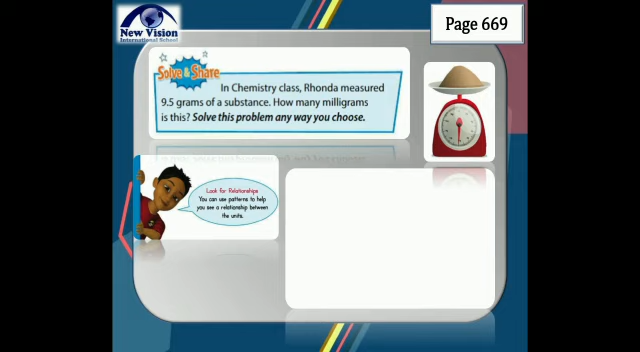 New Vision
International School
Page 669
Solve & Share
In Chemistry class, Rhonda measured
9.5 grams of a substance. How many milligrams
is this? Solve this problem any way you choose.
Look for Relationships
You can use patterns to help
you see a relationship between
the units.